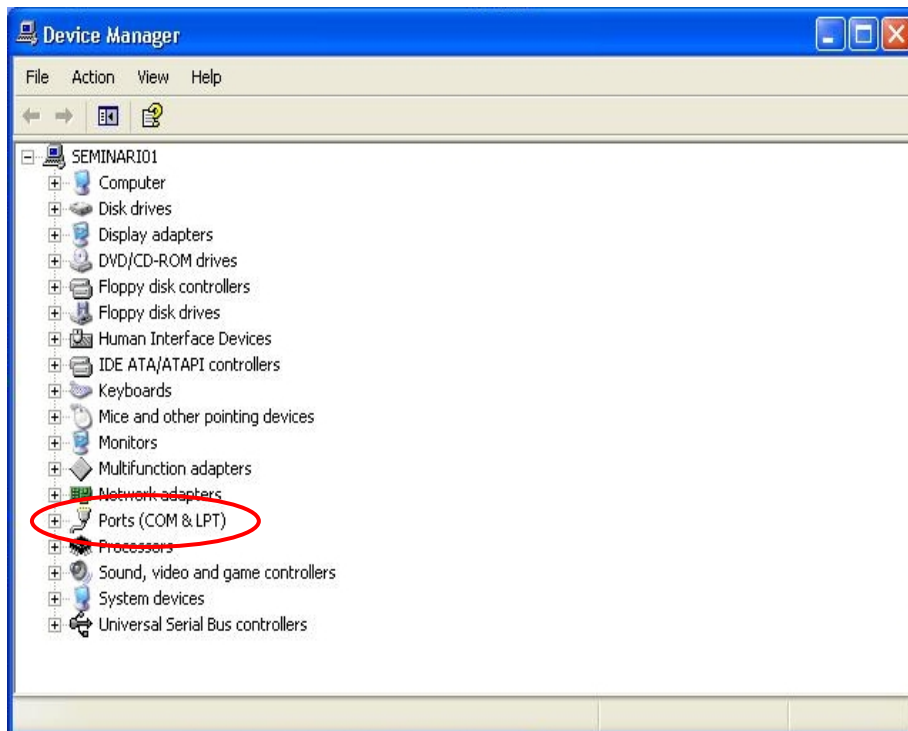 Device Manager
File Action View Help
SEMINARI01
Computer
Disk drives
Display adapters
DVD/CD-ROM drives
Floppy disk controllers
Floppy disk drives
Human Interface Devices
IDE ATA/ATAPI controllers
Keyboards
Mice and other pointing devices
Monitors
Multifunction adapters
Network adapters
Ports (COM & LPT)
Processors
Sound, video and game controllers
System devices
Universal Serial Bus controllers